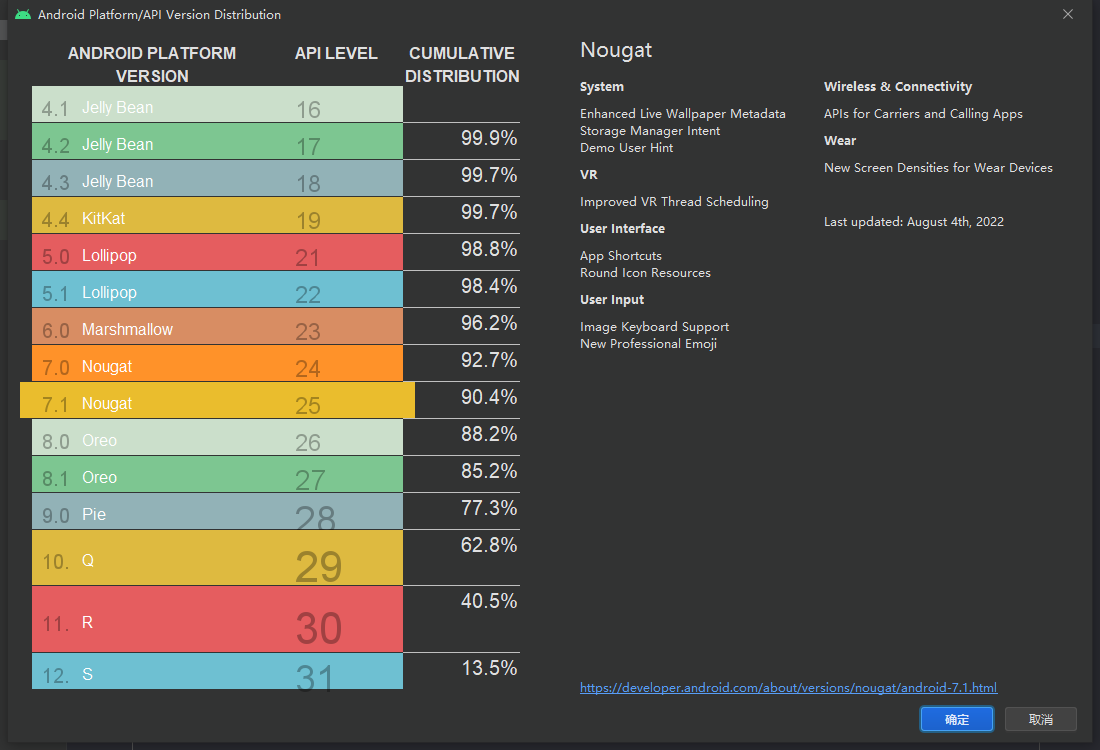 Android Platform/API Version Distribution
ANDROID PLATFORM
VERSION
API LEVEL
CUMULATIVE
DISTRIBUTION
4.1 Jelly Bean 16
4.2 Jelly Bean 17 99.9%
4.3 Jelly Bean 18 99.7%
4.4 KitKat 19 99.7%
5.0 Lollipop 21 98.8%
5.1 Lollipop 22 98.4%
6.0 Marshmallow 23 96.2%
7.0 Nougat 24 92.7%
7.1 Nougat 25 90.4%
8.0 Oreo 26 88.2%
8.1 Oreo 27 85.2%
9.0 Pie 28 77.3%
10. Q 29 62.8%
11. R 30 40.5%
12. S 31 13.5%
Nougat
System
Enhanced Live Wallpaper Metadata
Storage Manager Intent
Demo User Hint
VR
Improved VR Thread Scheduling
User Interface
App Shortcuts
Round Icon Resources
User Input
Image Keyboard Support
New Professional Emoji
Wireless & Connectivity
APIs for Carriers and Calling Apps
Wear
New Screen Densities for Wear Devices
Last updated: August 4th, 2022
https://developer.android.com/about/versions/nougat/android-7.1.html
确定
取消